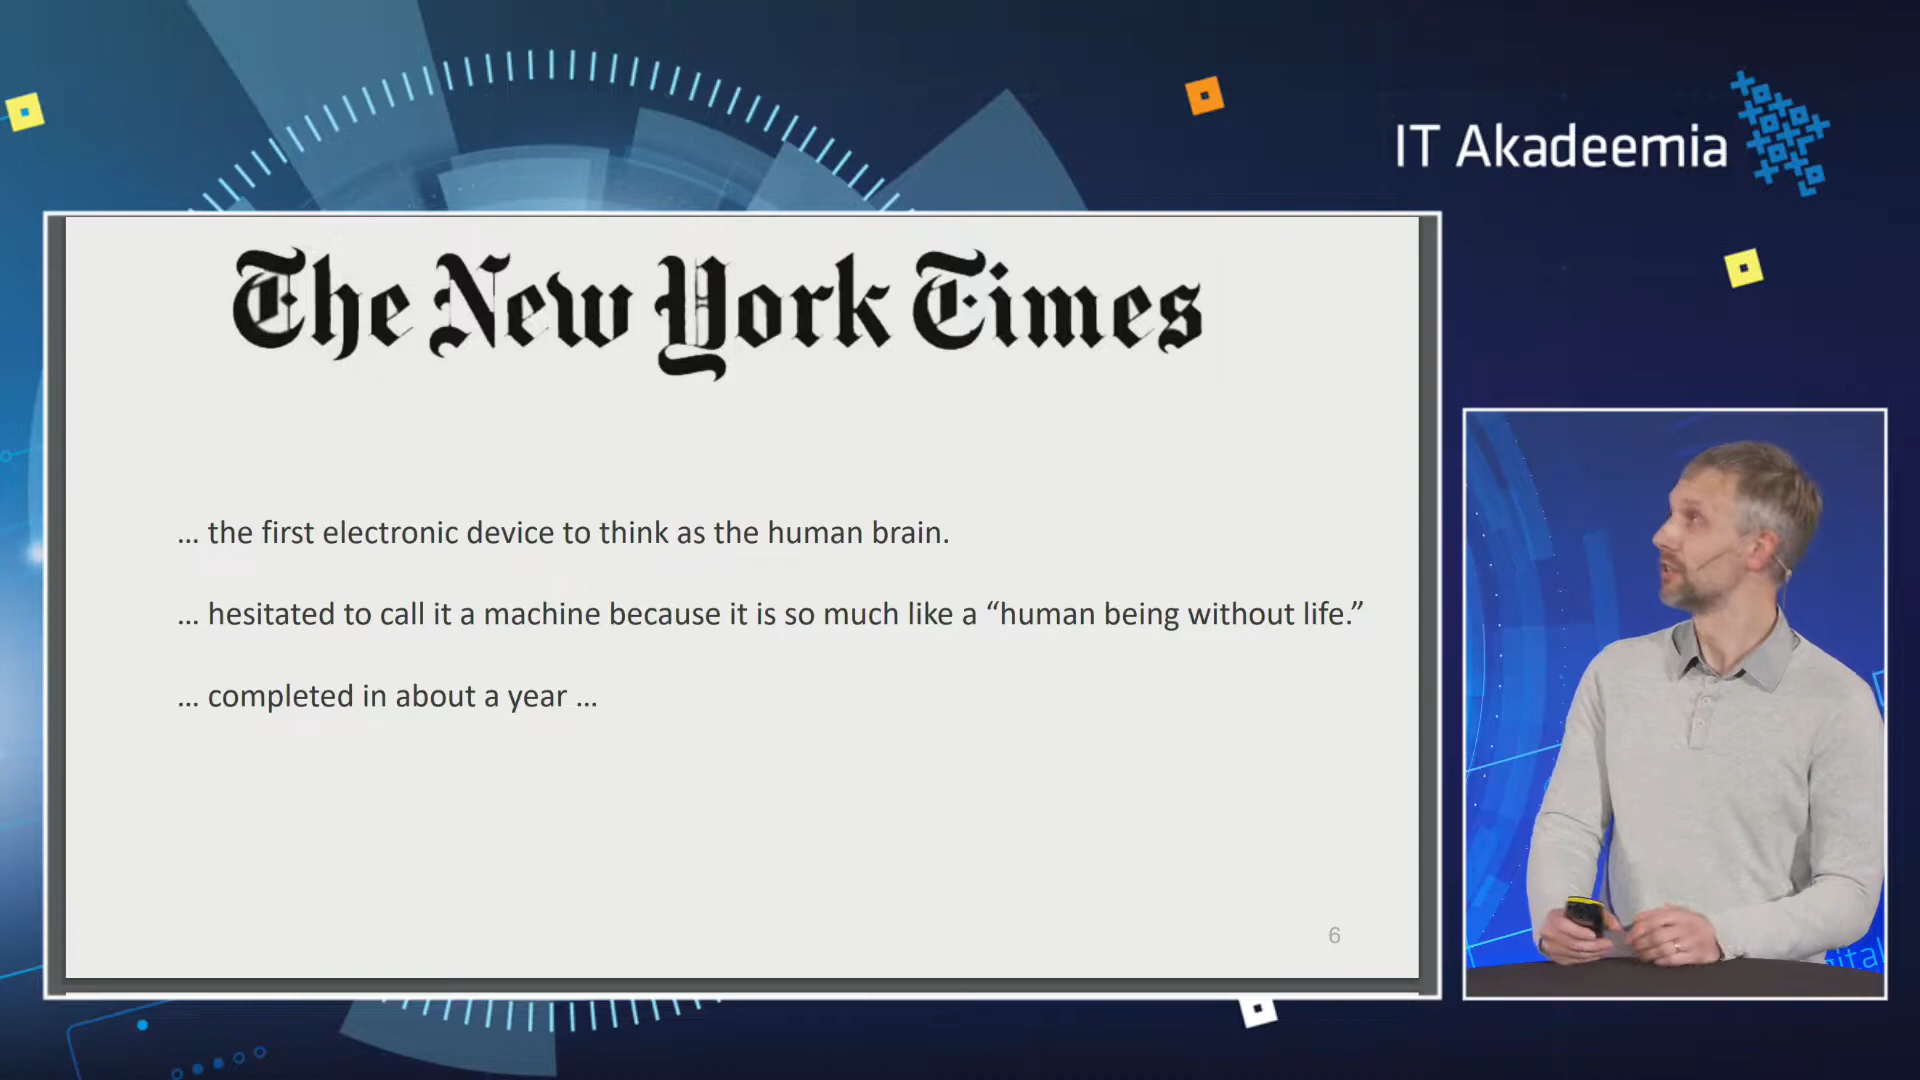 IT Akadeemia
The New York Times
… the first electronic device to think as the human brain.
… hesitated to call it a machine because it is so much like a “human being without life.”
… completed in about a year …
6
gital